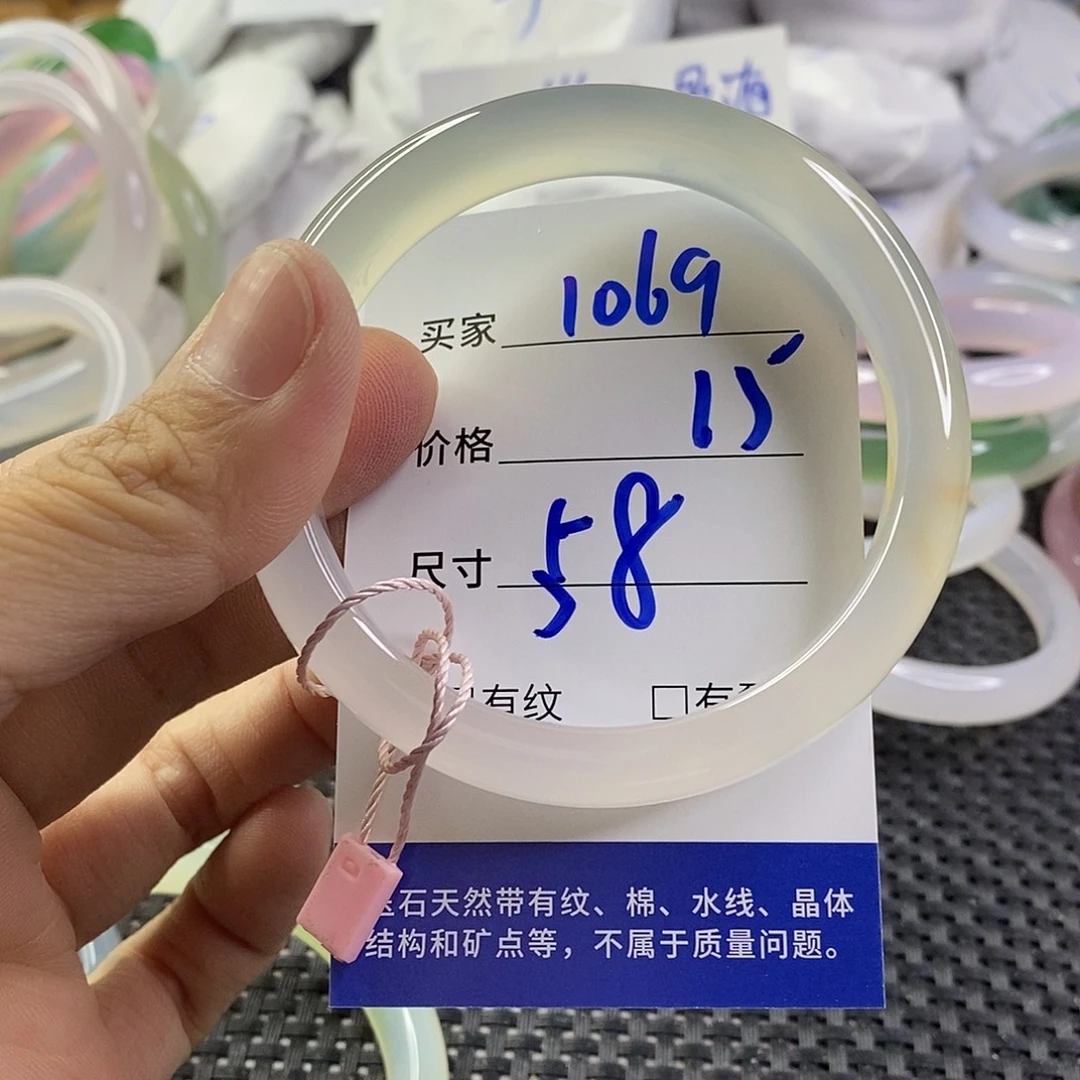 买家 1069
价格 15
尺寸 58
有纹 □有
石天然带有纹、棉、水线、晶体
结构和矿点等，不属于质量问题。